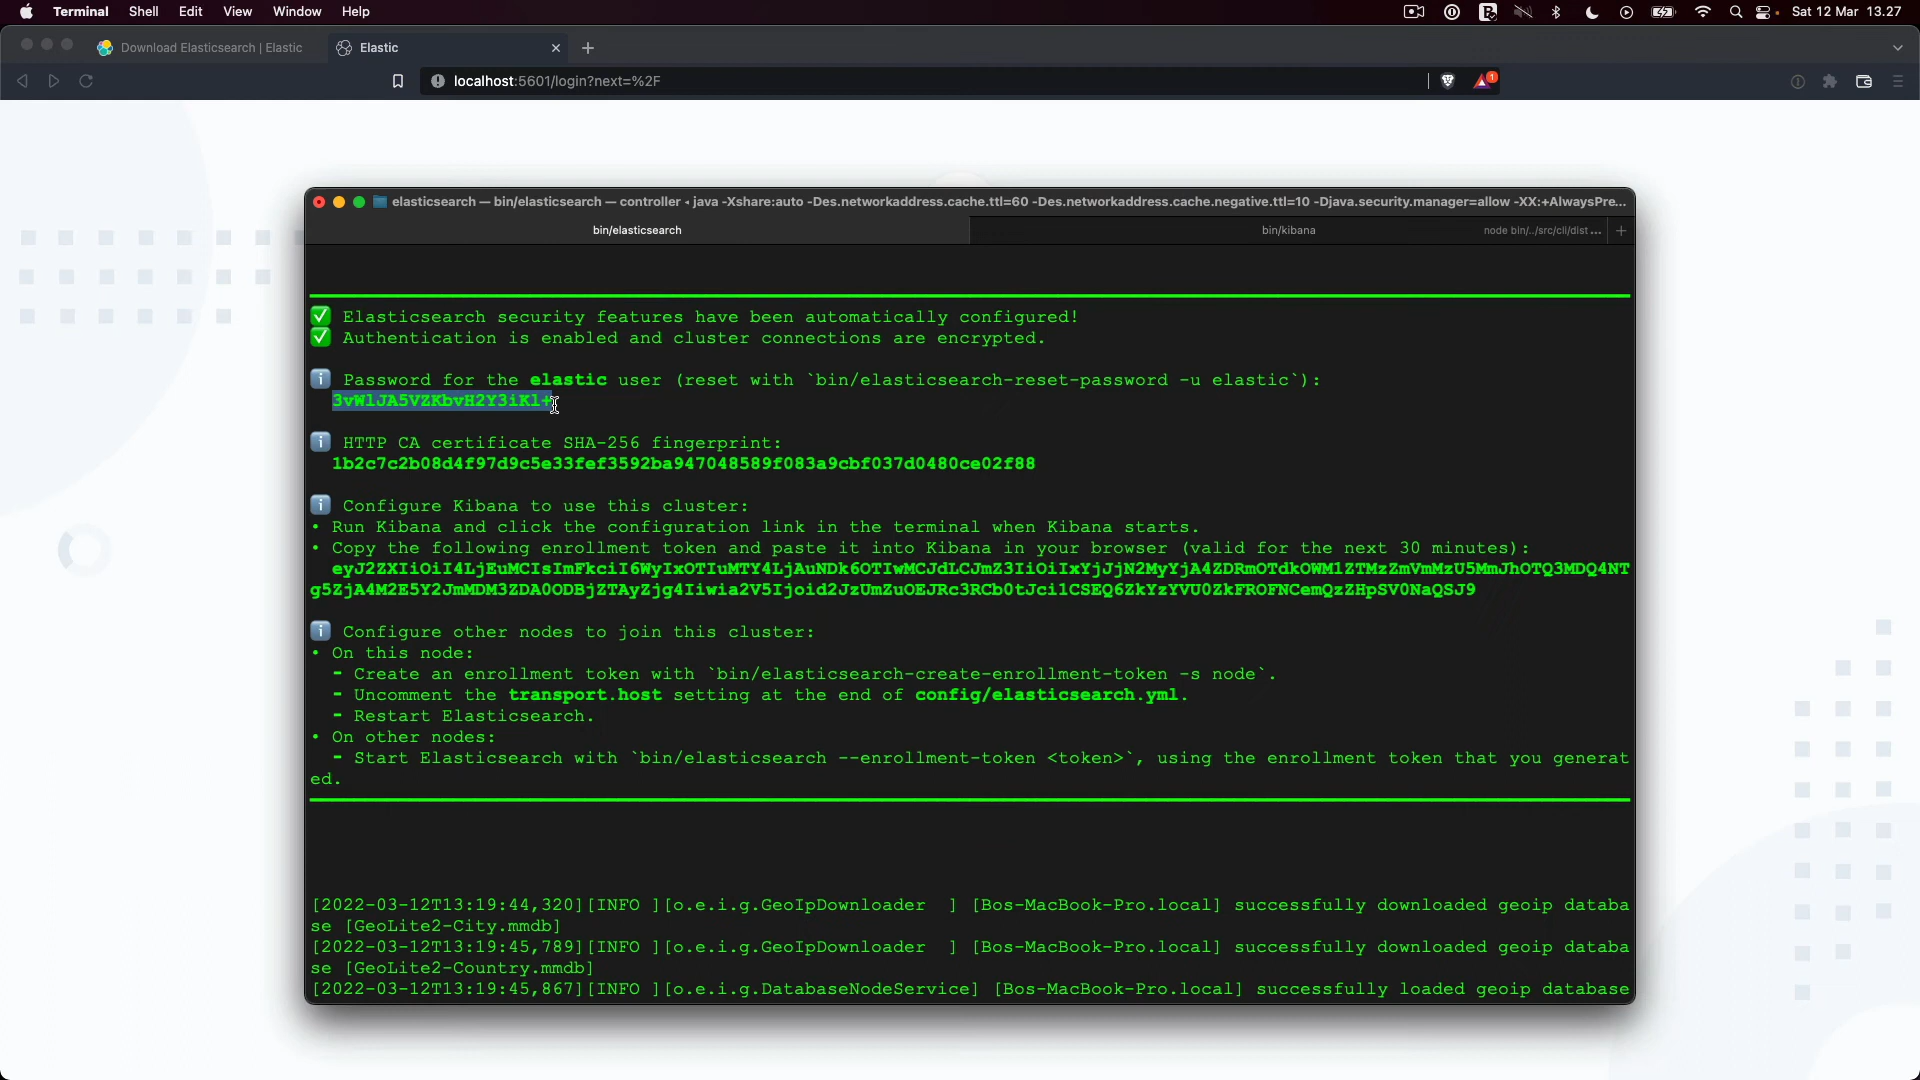 Terminal Shell Edit View Window Help Sat 12 Mar 13.27
Download Elasticsearch | Elastic Elastic
localhost:5601/login?next=%2F 1
elasticsearch — bin/elasticsearch — controller ◂ java -Xshare:auto -Des.networkaddress.cache.ttl=60 -Des.networkaddress.cache.negative.ttl=10 -Djava.security.manager=allow -XX:+AlwaysPre...
bin/elasticsearch bin/kibana node bin/../src/cli/dist ...
Elasticsearch security features have been automatically configured!
Authentication is enabled and cluster connections are encrypted.
Password for the elastic user (reset with `bin/elasticsearch-reset-password -u elastic`):
3vWlJA5VZKbvH2Y3iKl+
HTTP CA certificate SHA-256 fingerprint:
1b2c7c2b08d4f97d9c5e33fef3592ba947048589f083a9cbf037d0480ce02f88
Configure Kibana to use this cluster:
• Run Kibana and click the configuration link in the terminal when Kibana starts.
• Copy the following enrollment token and paste it into Kibana in your browser (valid for the next 30 minutes):
eyJ2ZXIiOiI4LjEuMCIsImFkciI6WyIxOTIuMTY4LjAuNDk6OTIwMCJdLCJmZ3IiOiIxYjJjN2MyYjA4ZDRmOTdkOWM1ZTMzZmVmMzU5MmJhOTQ3MDQ4NT
g5ZjA4M2E5Y2JmMDM3ZDA0ODBjZTAyZjg4Iiwia2V5Ijoid2JzUmZuOEJRc3RCb0tJci1CSEQ6ZkYzYVU0ZkFROFNCemQzZHpSV0NaQSJ9
Configure other nodes to join this cluster:
• On this node:
- Create an enrollment token with `bin/elasticsearch-create-enrollment-token -s node`.
- Uncomment the transport.host setting at the end of config/elasticsearch.yml.
- Restart Elasticsearch.
• On other nodes:
- Start Elasticsearch with `bin/elasticsearch --enrollment-token <token>`, using the enrollment token that you generat
ed.
[2022-03-12T13:19:44,320][INFO ][o.e.i.g.GeoIpDownloader ] [Bos-MacBook-Pro.local] successfully downloaded geoip databa
se [GeoLite2-City.mmdb]
[2022-03-12T13:19:45,789][INFO ][o.e.i.g.GeoIpDownloader ] [Bos-MacBook-Pro.local] successfully downloaded geoip databa
se [GeoLite2-Country.mmdb]
[2022-03-12T13:19:45,867][INFO ][o.e.i.g.DatabaseNodeService] [Bos-MacBook-Pro.local] successfully loaded geoip database